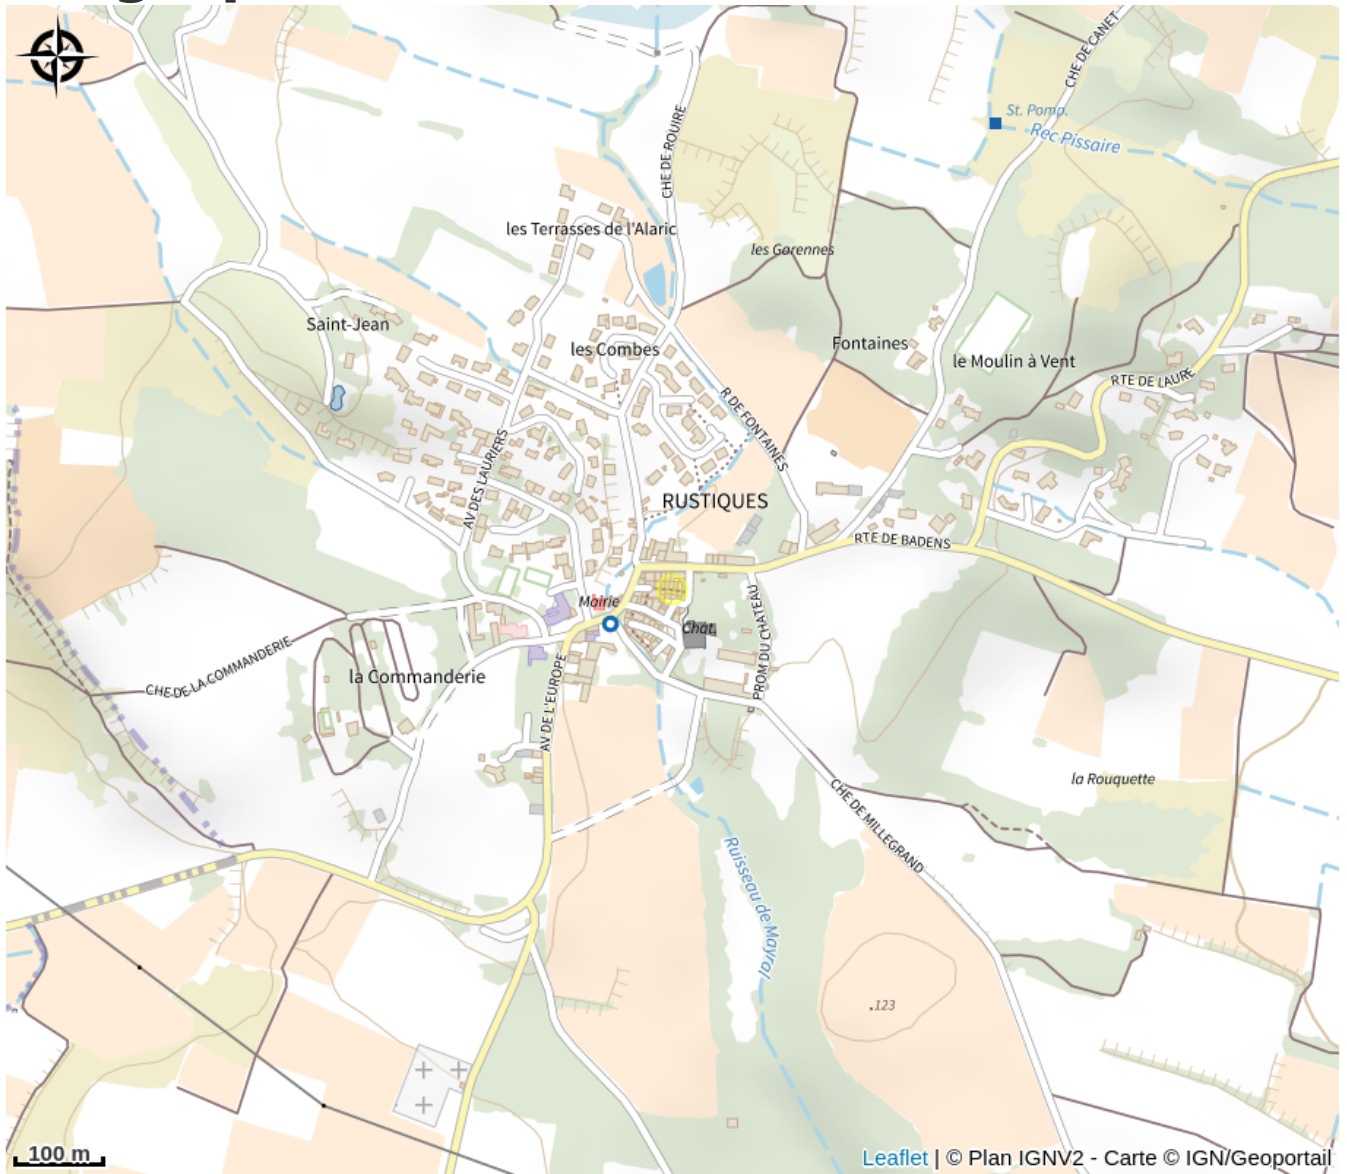 CHE DE CANET
St. Pomp.
Rec Pissaire
CHE DE ROUIRE
les Terrasses de l'Alaric
les Garennes
Saint-Jean
les Combes
Fontaines
le Moulin à Vent
RTE DE LAURE
R DE FONTAINES
AV DES LAURIERS
RUSTIQUES
RTE DE BADENS
Mairie
Chât.
PROM DU CHATEAU
CHE DE LA COMMANDERIE
la Commanderie
AV DE L'EUROPE
la Rouquette
CHE DE MILLEGRAND
Ruisseau de Mayral
.123
100 m
Leaflet | © Plan IGNV2 - Carte © IGN/Geoportail